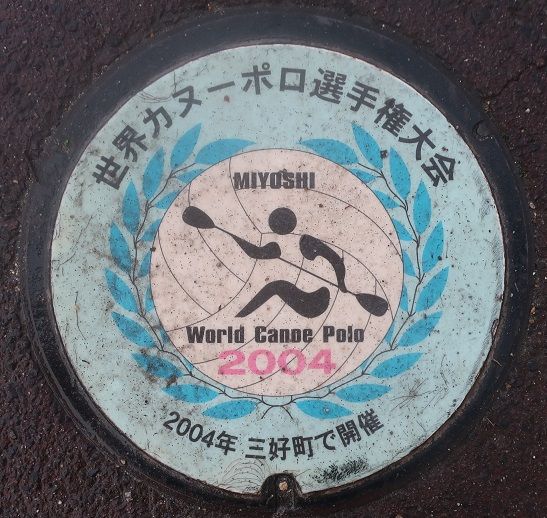 世界カヌーポロ選手権大会
MIYOSHI
World Canoe Polo
2004
2004年 三好町で開催